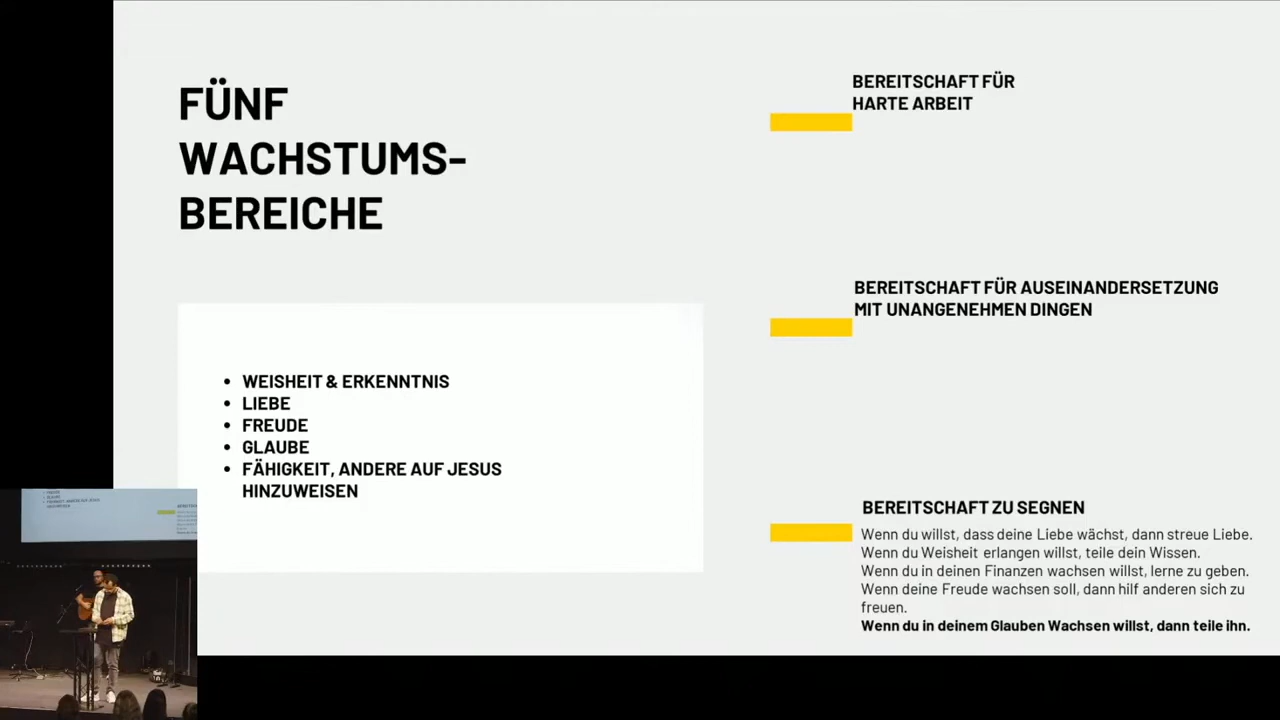 FÜNF
WACHSTUMS-
BEREICHE
WEISHEIT & ERKENNTNIS
LIEBE
FREUDE
GLAUBE
FÄHIGKEIT, ANDERE AUF JESUS
HINZUWEISEN
BEREITSCHAFT FÜR
HARTE ARBEIT
BEREITSCHAFT FÜR AUSEINANDERSETZUNG
MIT UNANGENEHMEN DINGEN
BEREITSCHAFT ZU SEGNEN
Wenn du willst, dass deine Liebe wächst, dann streue Liebe.
Wenn du Weisheit erlangen willst, teile dein Wissen.
Wenn du in deinen Finanzen wachsen willst, lerne zu geben.
Wenn deine Freude wachsen soll, dann hilf anderen sich zu
freuen.
Wenn du in deinem Glauben Wachsen willst, dann teile ihn.